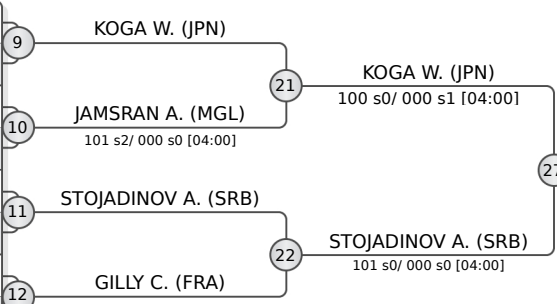 KOGA W. (JPN)
9
KOGA W. (JPN)
21
100 s0/ 000 s1 [04:00]
JAMSRAN A. (MGL)
10
101 s2/ 000 s0 [04:00]
27
STOJADINOV A. (SRB)
11
STOJADINOV A. (SRB)
22
101 s0/ 000 s0 [04:00]
GILLY C. (FRA)
12